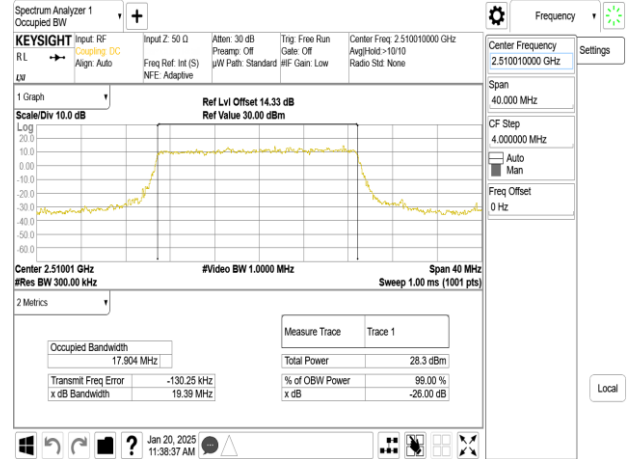 Spectrum Analyzer 1
Occupied BW
Frequency
KEYSIGHT
RL
LXI
Input: RF
Coupling: DC
Align: Auto
Input Z: 50 Ω
Freq Ref: Int (S)
NFE: Adaptive
Atten: 30 dB
Preamp: Off
µW Path: Standard
Trig: Free Run
Gate: Off
#IF Gain: Low
Center Freq: 2.510010000 GHz
Avg|Hold:>10/10
Radio Std: None
Center Frequency
2.510010000 GHz
Settings
Span
40.000 MHz
CF Step
4.000000 MHz
Auto
Man
Freq Offset
0 Hz
Local
1 Graph
Scale/Div 10.0 dB
Ref Lvl Offset 14.33 dB
Ref Value 30.00 dBm
Log
20.0
10.0
0.00
-10.0
-20.0
-30.0
-40.0
-50.0
-60.0
Center 2.51001 GHz
#Video BW 1.0000 MHz
Span 40 MHz
#Res BW 300.00 kHz
Sweep 1.00 ms (1001 pts)
2 Metrics
Measure Trace Trace 1
Occupied Bandwidth
17.904 MHz
Total Power 28.3 dBm
Transmit Freq Error -130.25 kHz
% of OBW Power 99.00 %
x dB Bandwidth 19.39 MHz
x dB -26.00 dB
?
Jan 20, 2025
11:38:37 AM